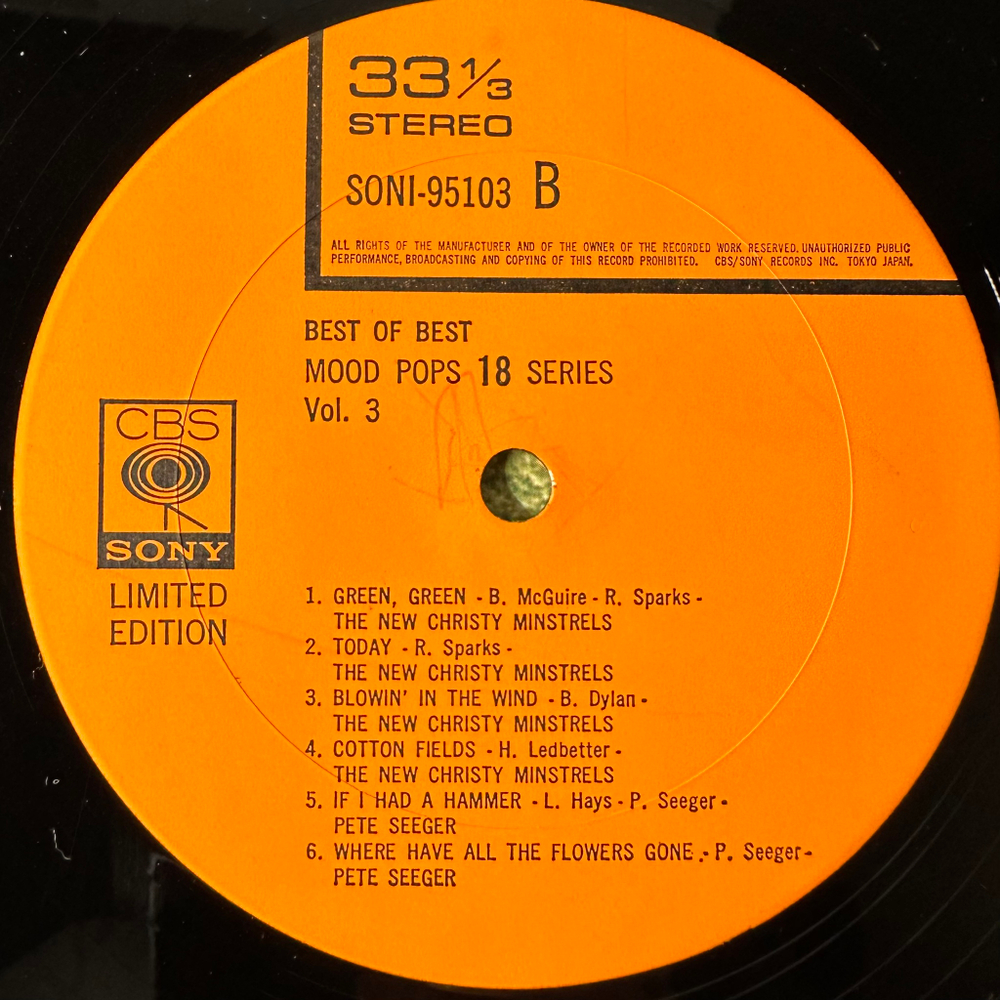 33 1/3
STEREO
SONI-95103 B
ALL RIGHTS OF THE MANUFACTURER AND OF THE OWNER OF THE RECORDED WORK RESERVED. UNAUTHORIZED PUBLIC
PERFORMANCE, BROADCASTING AND COPYING OF THIS RECORD PROHIBITED. CBS/SONY RECORDS INC. TOKYO JAPAN.
BEST OF BEST
MOOD POPS 18 SERIES
Vol. 3
CBS
SONY
LIMITED
EDITION
1. GREEN, GREEN - B. McGuire - R. Sparks -
THE NEW CHRISTY MINSTRELS
2. TODAY - R. Sparks -
THE NEW CHRISTY MINSTRELS
3. BLOWIN' IN THE WIND - B. Dylan -
THE NEW CHRISTY MINSTRELS
4. COTTON FIELDS - H. Ledbetter -
THE NEW CHRISTY MINSTRELS
5. IF I HAD A HAMMER - L. Hays - P. Seeger -
PETE SEEGER
6. WHERE HAVE ALL THE FLOWERS GONE - P. Seeger -
PETE SEEGER